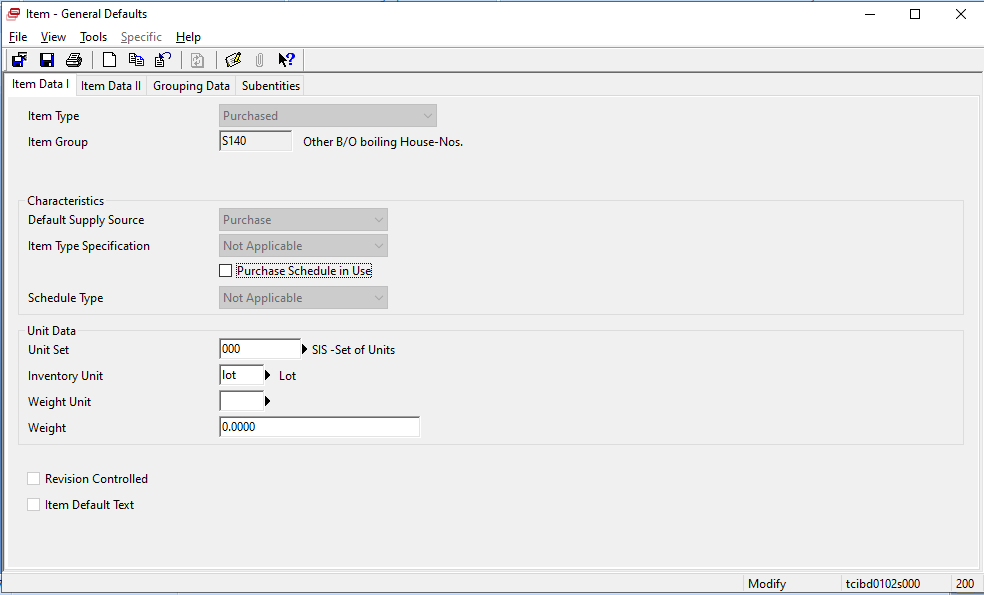 Item - General Defaults
File View Tools Specific Help
Item Data I Item Data II Grouping Data Subentities
Item Type Purchased
Item Group S140 Other B/O boiling House-Nos.
Characteristics
Default Supply Source Purchase
Item Type Specification Not Applicable
Purchase Schedule in Use
Schedule Type Not Applicable
Unit Data
Unit Set 000 SIS -Set of Units
Inventory Unit lot Lot
Weight Unit
Weight 0.0000
Revision Controlled
Item Default Text
Modify tcibd0102s000 200